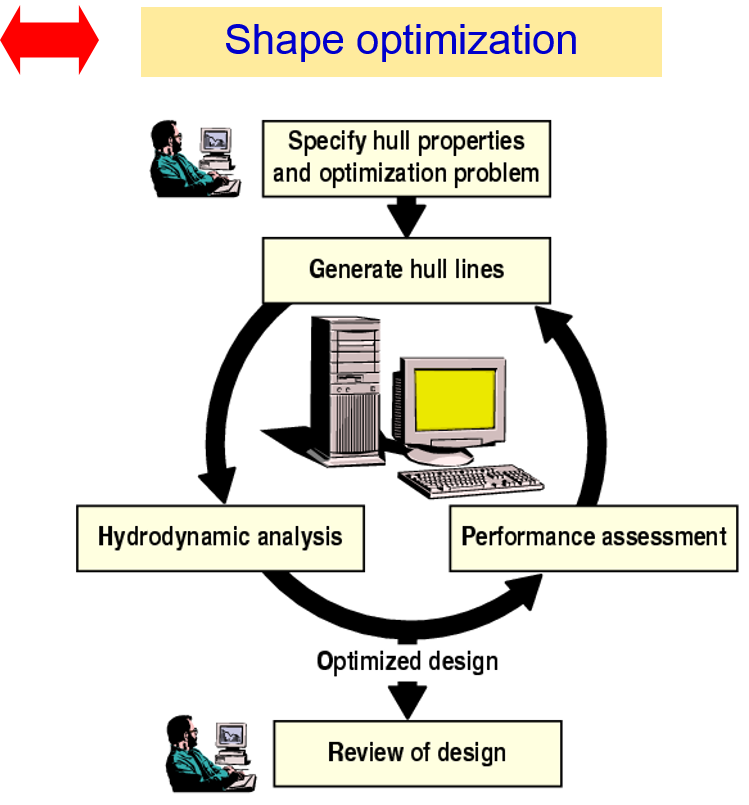 Shape optimization
Specify hull properties
and optimization problem
Generate hull lines
Hydrodynamic analysis
Performance assessment
Optimized design
Review of design